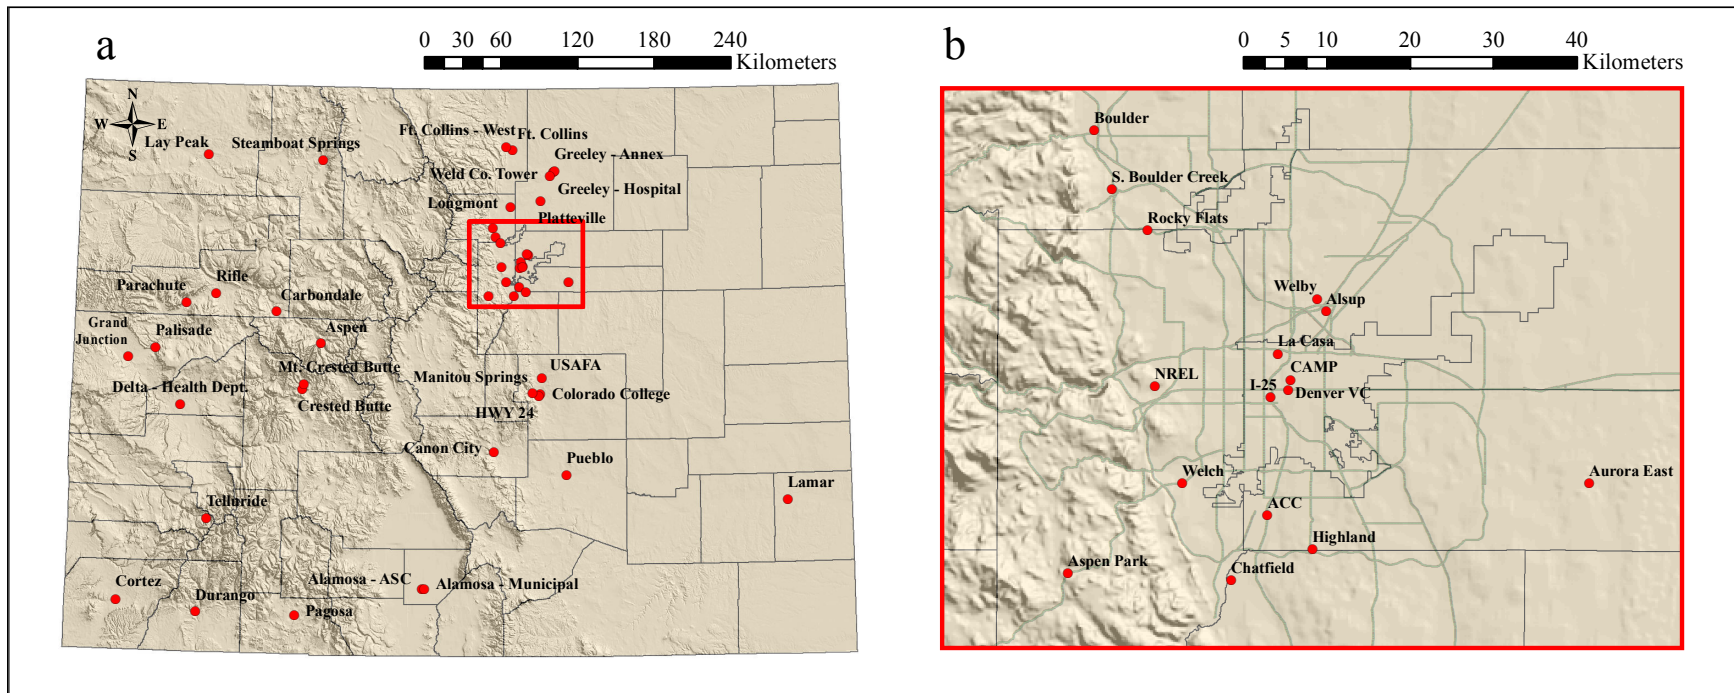 a
0 30 60 120 180 240
Kilometers
N
W E
S
Lay Peak
Steamboat Springs
Ft. Collins - West
Ft. Collins
Greeley - Annex
Weld Co. Tower
Greeley - Hospital
Longmont
Platteville
Rifle
Parachute
Carbondale
Grand
Junction
Palisade
Aspen
Mt. Crested Butte
Delta - Health Dept.
Crested Butte
USAFA
Manitou Springs
Colorado College
HWY 24
Canon City
Pueblo
Lamar
Telluride
Cortez
Durango
Alamosa - ASC
Alamosa - Municipal
Pagosa
b
0 5 10 20 30 40
Kilometers
Boulder
S. Boulder Creek
Rocky Flats
Welby
Alsup
La Casa
NREL
CAMP
I-25
Denver VC
Welch
Aurora East
ACC
Highland
Aspen Park
Chatfield